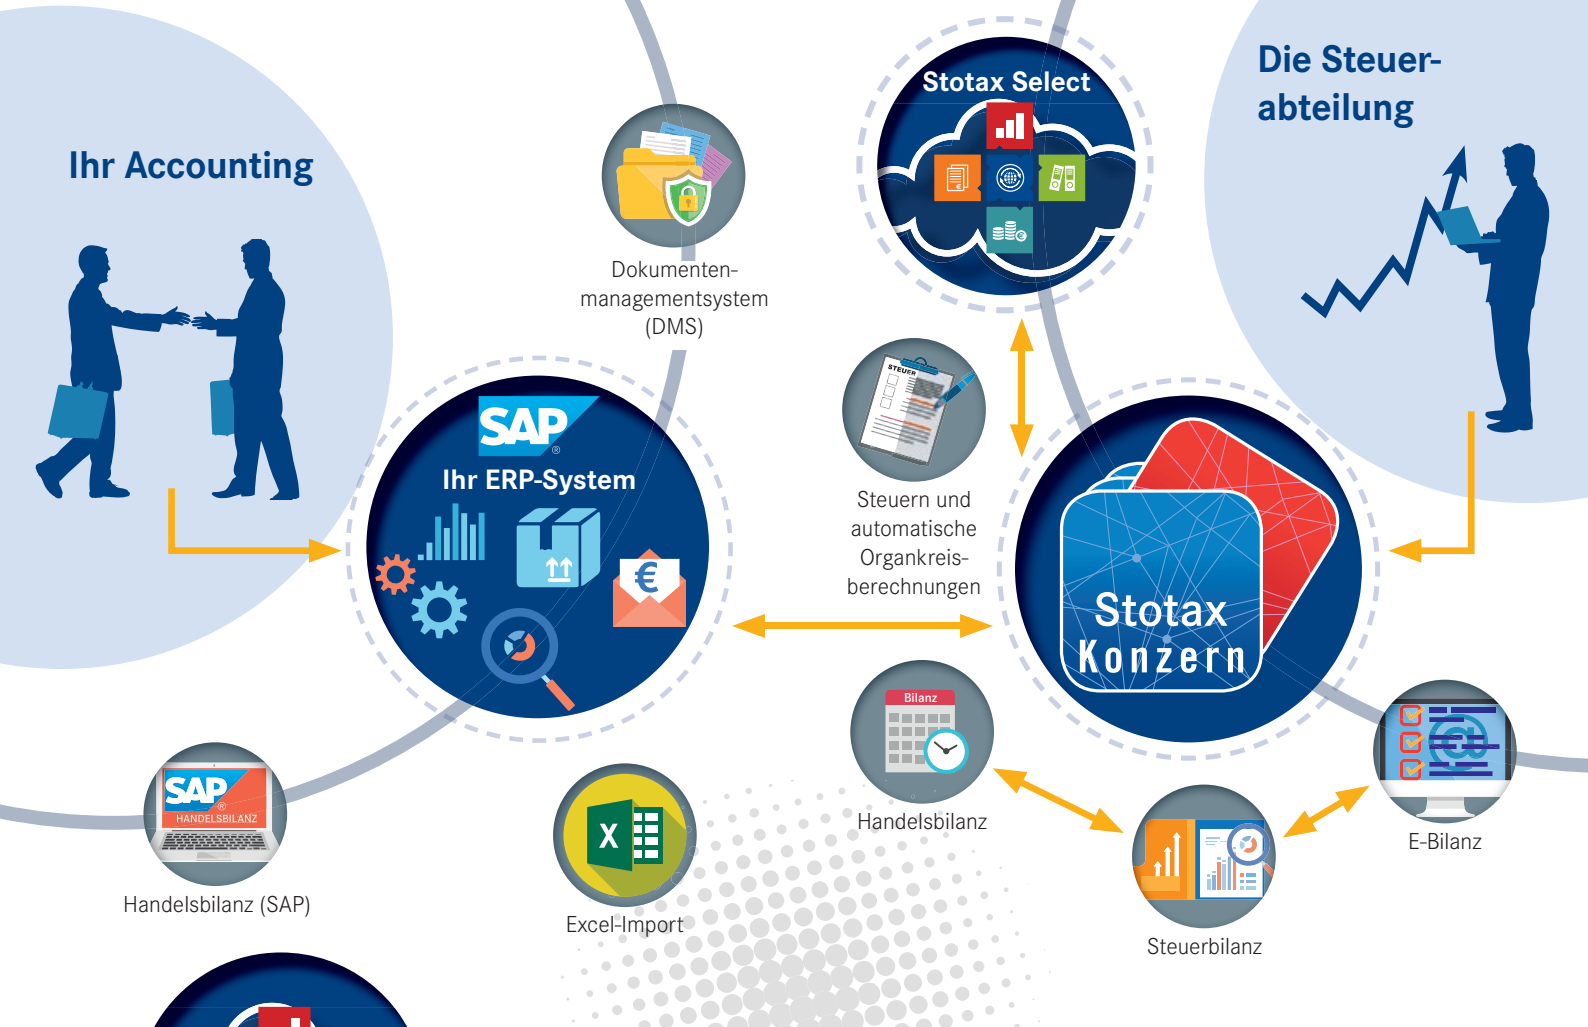 Ihr Accounting
Dokumenten-
managementsystem
(DMS)
Stotax Select
Die Steuer-
abteilung
SAP
®
Ihr ERP-System
€
STEUER
Steuern und
automatische
Organkreis-
berechnungen
Stotax
Konzern
SAP
®
HANDELSBILANZ
Handelsbilanz (SAP)
X
Excel-Import
Bilanz
Handelsbilanz
Steuerbilanz
@
E-Bilanz